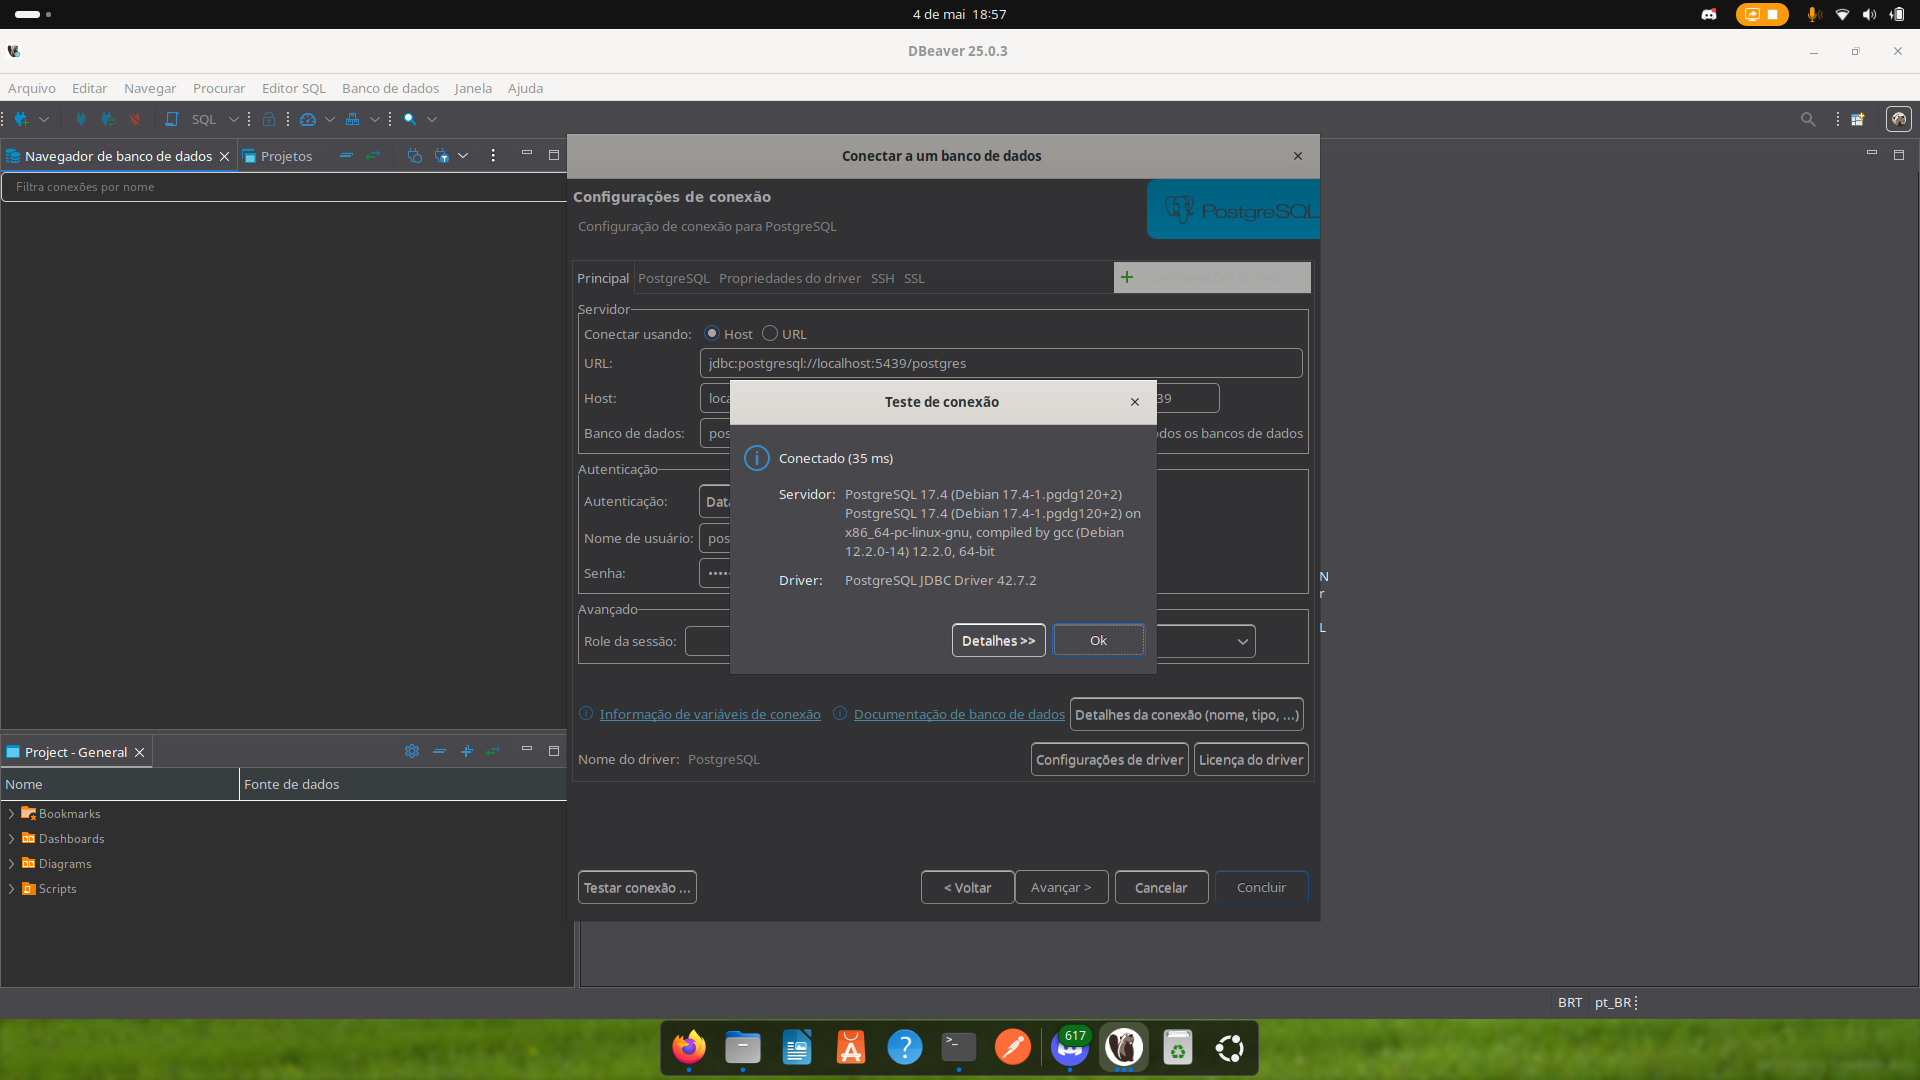 4 de mai 18:57
DBeaver 25.0.3
Arquivo Editar Navegar Procurar Editor SQL Banco de dados Janela Ajuda
SQL
Navegador de banco de dados
Projetos
Filtra conexões por nome
Conectar a um banco de dados
Configurações de conexão
Configuração de conexão para PostgreSQL
PostgreSQL
Principal PostgreSQL Propriedades do driver SSH SSL
Servidor
Conectar usando: Host URL
URL: jdbc:postgresql://localhost:5439/postgres
Host: loca 39
Banco de dados: pos dos os bancos de dados
Autenticação
Autenticação: Data
Nome de usuário: pos
Senha: ••••
Avançado
Role da sessão:
Teste de conexão
Conectado (35 ms)
Servidor: PostgreSQL 17.4 (Debian 17.4-1.pgdg120+2)
PostgreSQL 17.4 (Debian 17.4-1.pgdg120+2) on
x86_64-pc-linux-gnu, compiled by gcc (Debian
12.2.0-14) 12.2.0, 64-bit
Driver: PostgreSQL JDBC Driver 42.7.2
Detalhes >> Ok
N
r
L
Informação de variáveis de conexão Documentação de banco de dados Detalhes da conexão (nome, tipo, ...)
Nome do driver: PostgreSQL Configurações de driver Licença do driver
Testar conexão ... < Voltar Avançar > Cancelar Concluir
Project - General
Nome Fonte de dados
Bookmarks
Dashboards
Diagrams
Scripts
BRT pt_BR
617